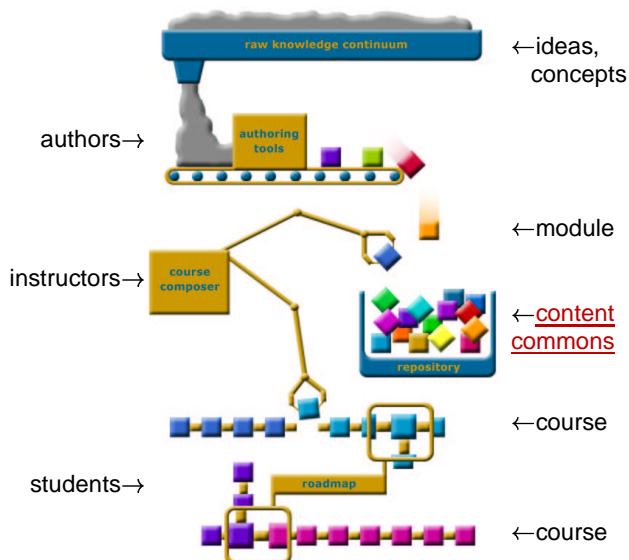 raw knowledge continuum
←ideas,
concepts
authors→
authoring
tools
←module
instructors→
course
composer
←content
commons
repository
←course
students→
roadmap
←course